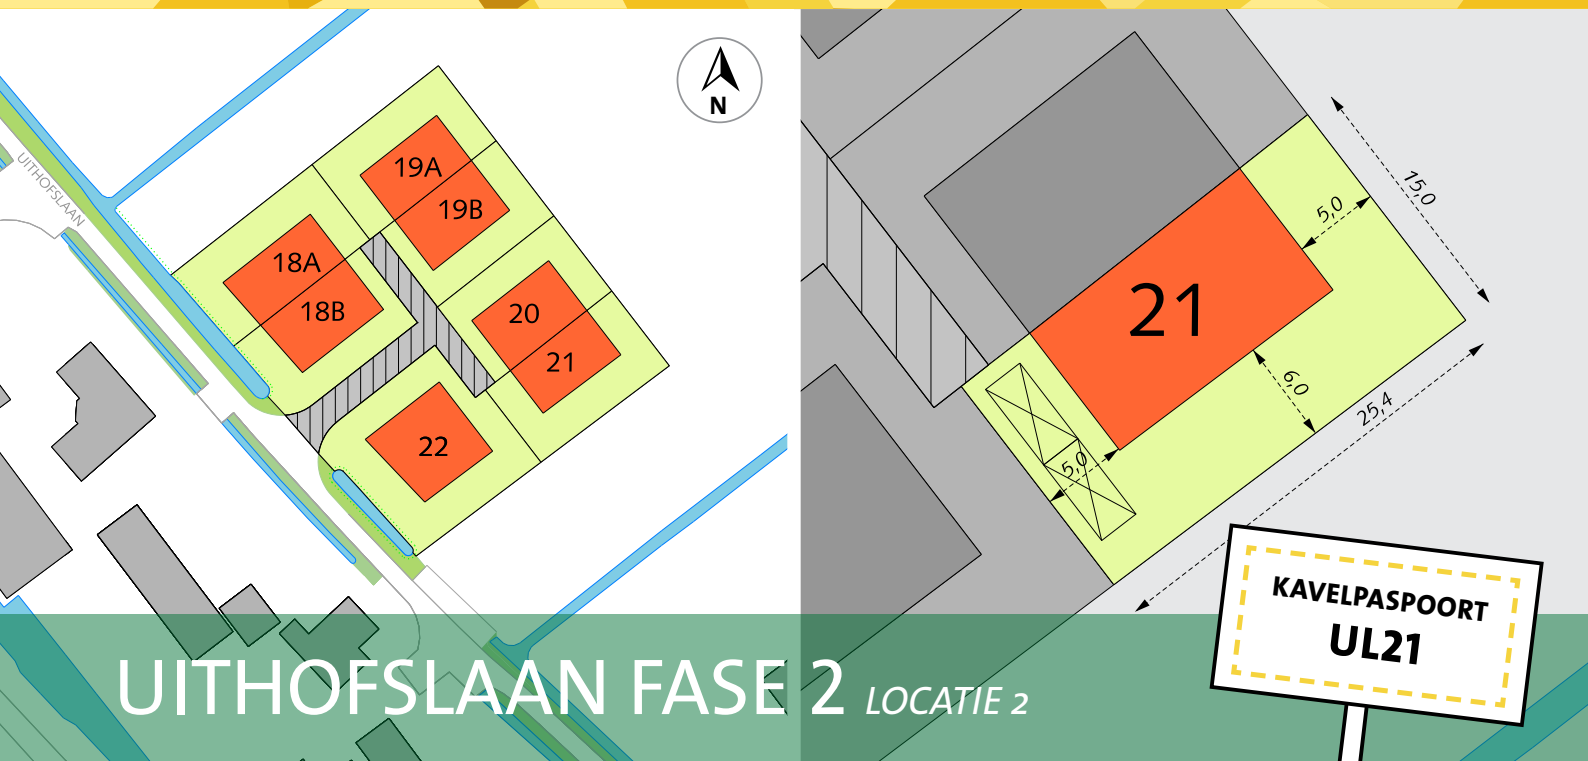 N
UITHOFSLAAN
19A
19B
18A
18B
20
21
22
21
15,0
5,0
6,0
25,4
5,0
KAVELPASPOORT
UL21
UITHOFSLAAN FASE 2 LOCATIE 2